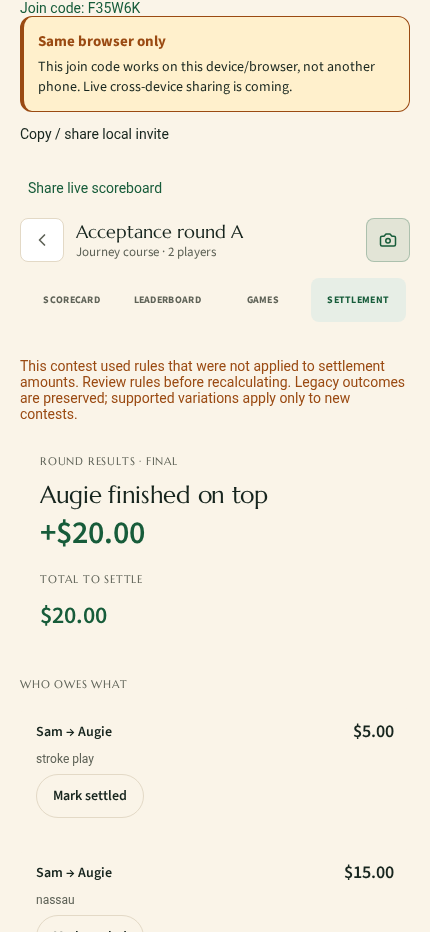 Join code: F35W6K
Same browser only
This join code works on this device/browser, not another
phone. Live cross-device sharing is coming.
Copy / share local invite
Share live scoreboard
Acceptance round A
Journey course · 2 players
SCORECARD LEADERBOARD GAMES SETTLEMENT
This contest used rules that were not applied to settlement
amounts. Review rules before recalculating. Legacy outcomes
are preserved; supported variations apply only to new
contests.
ROUND RESULTS · FINAL
Augie finished on top
+$20.00
TOTAL TO SETTLE
$20.00
WHO OWES WHAT
Sam → Augie $5.00
stroke play
Mark settled
Sam → Augie $15.00
nassau